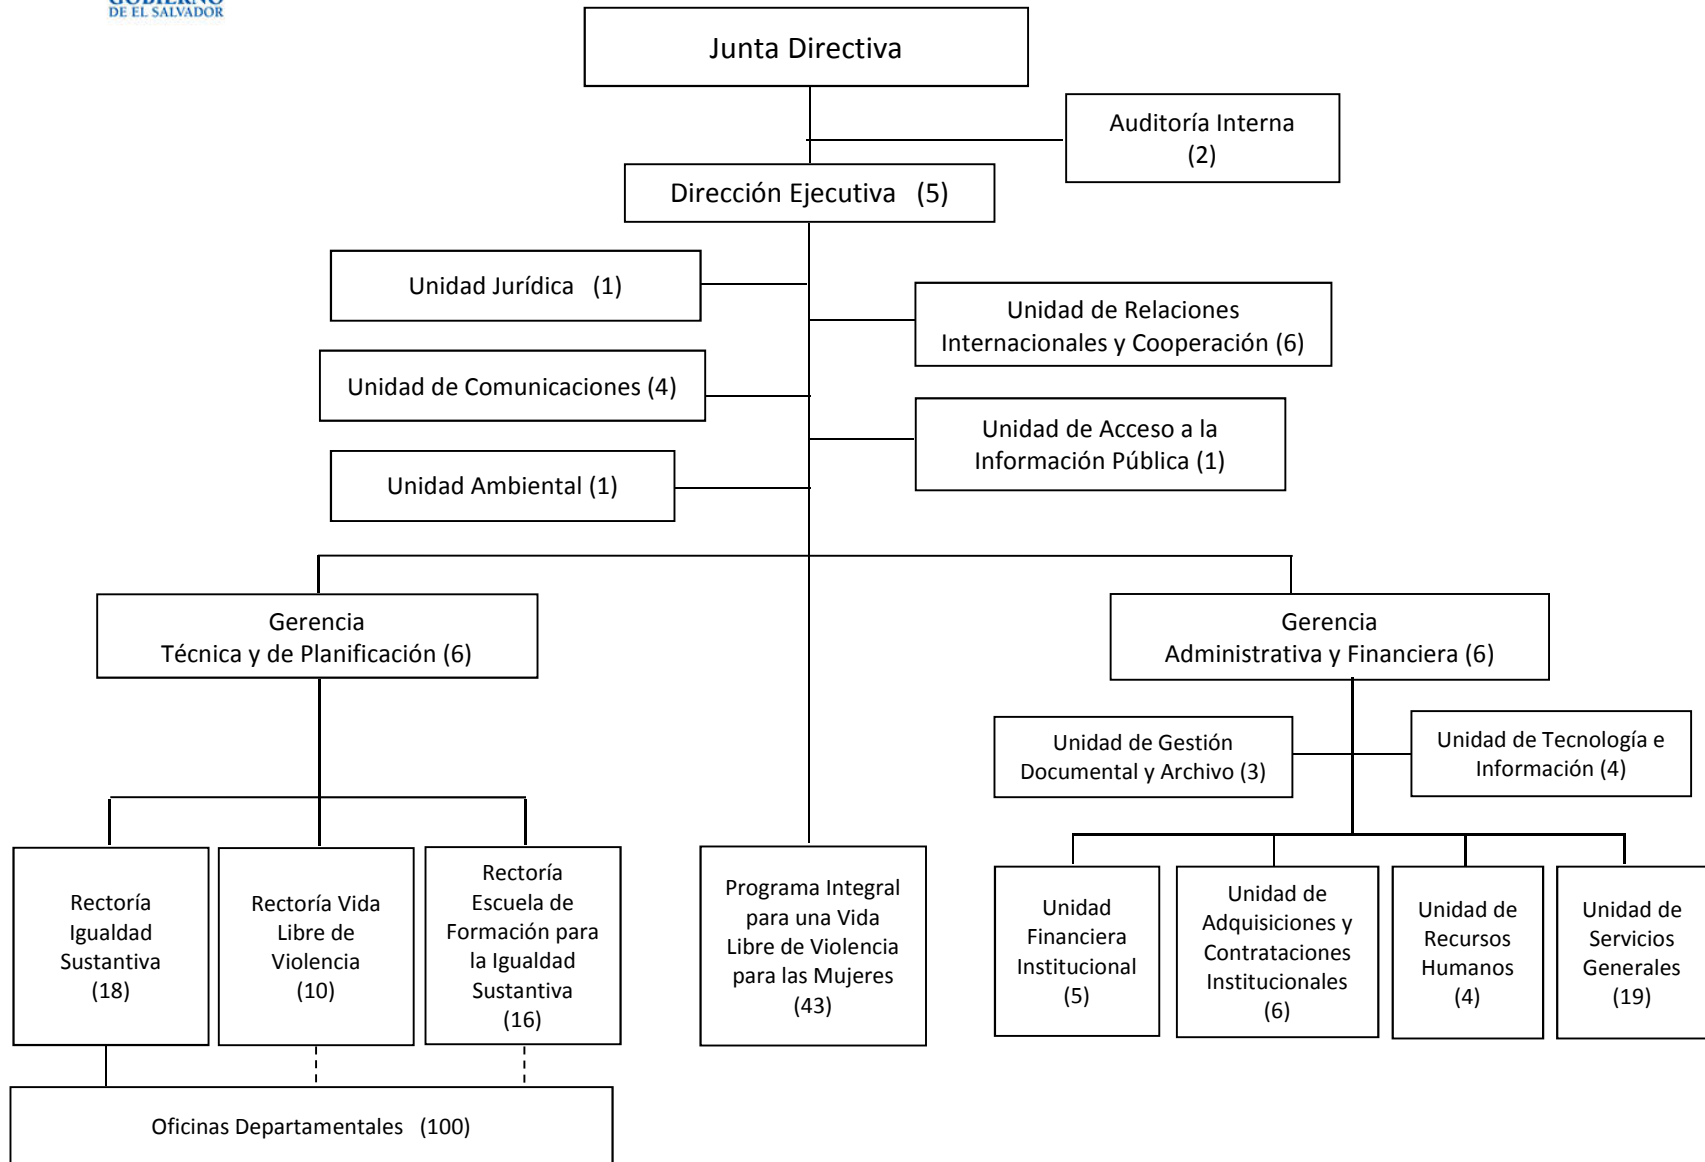 GOBIERNO
DE EL SALVADOR
Junta Directiva
Auditoría Interna
(2)
Dirección Ejecutiva (5)
Unidad Jurídica (1)
Unidad de Relaciones
Internacionales y Cooperación (6)
Unidad de Comunicaciones (4)
Unidad de Acceso a la
Información Pública (1)
Unidad Ambiental (1)
Gerencia
Técnica y de Planificación (6)
Gerencia
Administrativa y Financiera (6)
Unidad de Gestión
Documental y Archivo (3)
Unidad de Tecnología e
Información (4)
Rectoría
Igualdad
Sustantiva
(18)
Rectoría Vida
Libre de
Violencia
(10)
Rectoría
Escuela de
Formación para
la Igualdad
Sustantiva
(16)
Programa Integral
para una Vida
Libre de Violencia
para las Mujeres
(43)
Unidad
Financiera
Institucional
(5)
Unidad de
Adquisiciones y
Contrataciones
Institucionales
(6)
Unidad de
Recursos
Humanos
(4)
Unidad de
Servicios
Generales
(19)
Oficinas Departamentales (100)